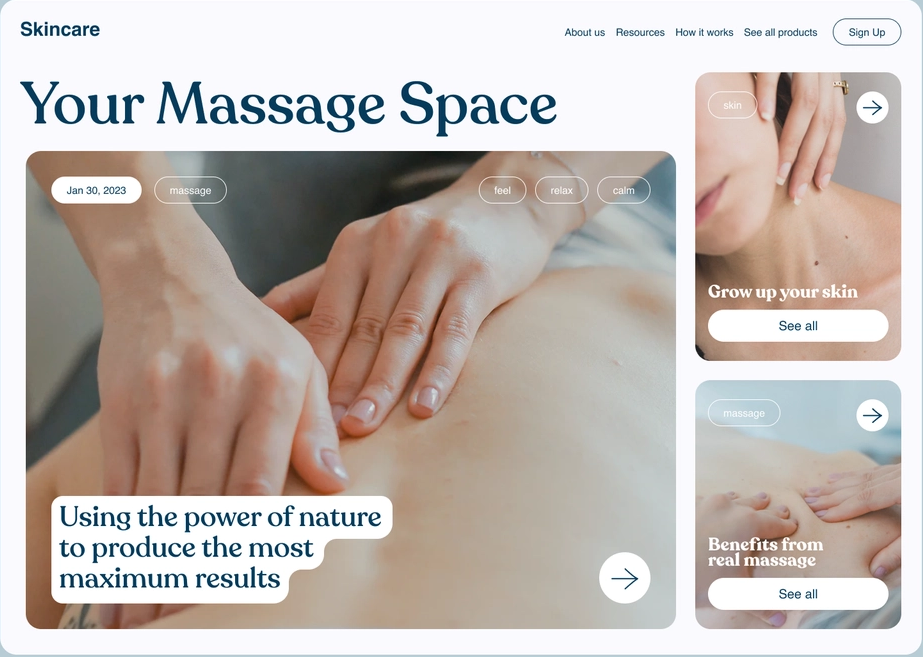 Skincare
About us Resources How it works See all products Sign Up
Your Massage Space
Jan 30, 2023 massage feel relax calm
Using the power of nature
to produce the most
maximum results
skin
Grow up your skin
See all
massage
Benefits from
real massage
See all